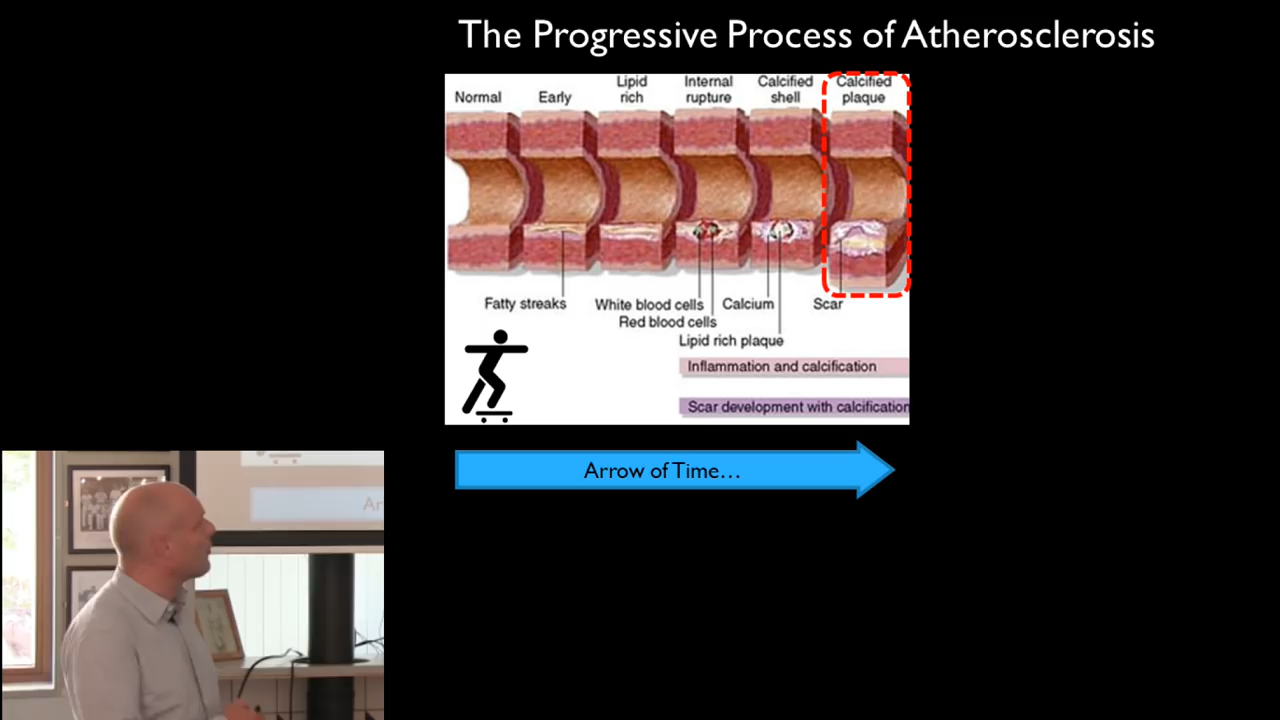 The Progressive Process of Atherosclerosis
Normal
Early
Lipid
rich
Internal
rupture
Calcified
shell
Calcified
plaque
Fatty streaks
White blood cells
Red blood cells
Calcium
Lipid rich plaque
Scar
Inflammation and calcification
Scar development with calcification
Arrow of Time…
Ar